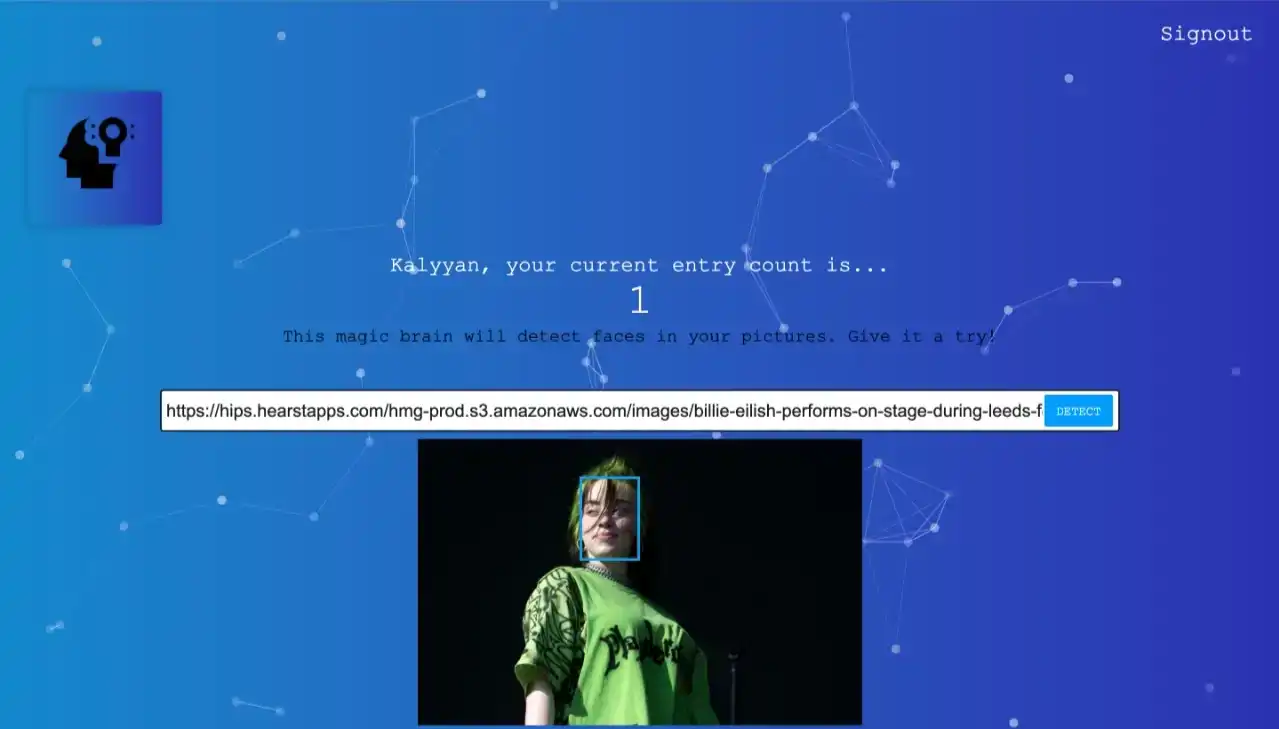 Signout
Kalyyan, your current entry count is...
1
This magic brain will detect faces in your pictures. Give it a try!
https://hips.hearstapps.com/hmg-prod.s3.amazonaws.com/images/billie-eilish-performs-on-stage-during-leeds-f
DETECT